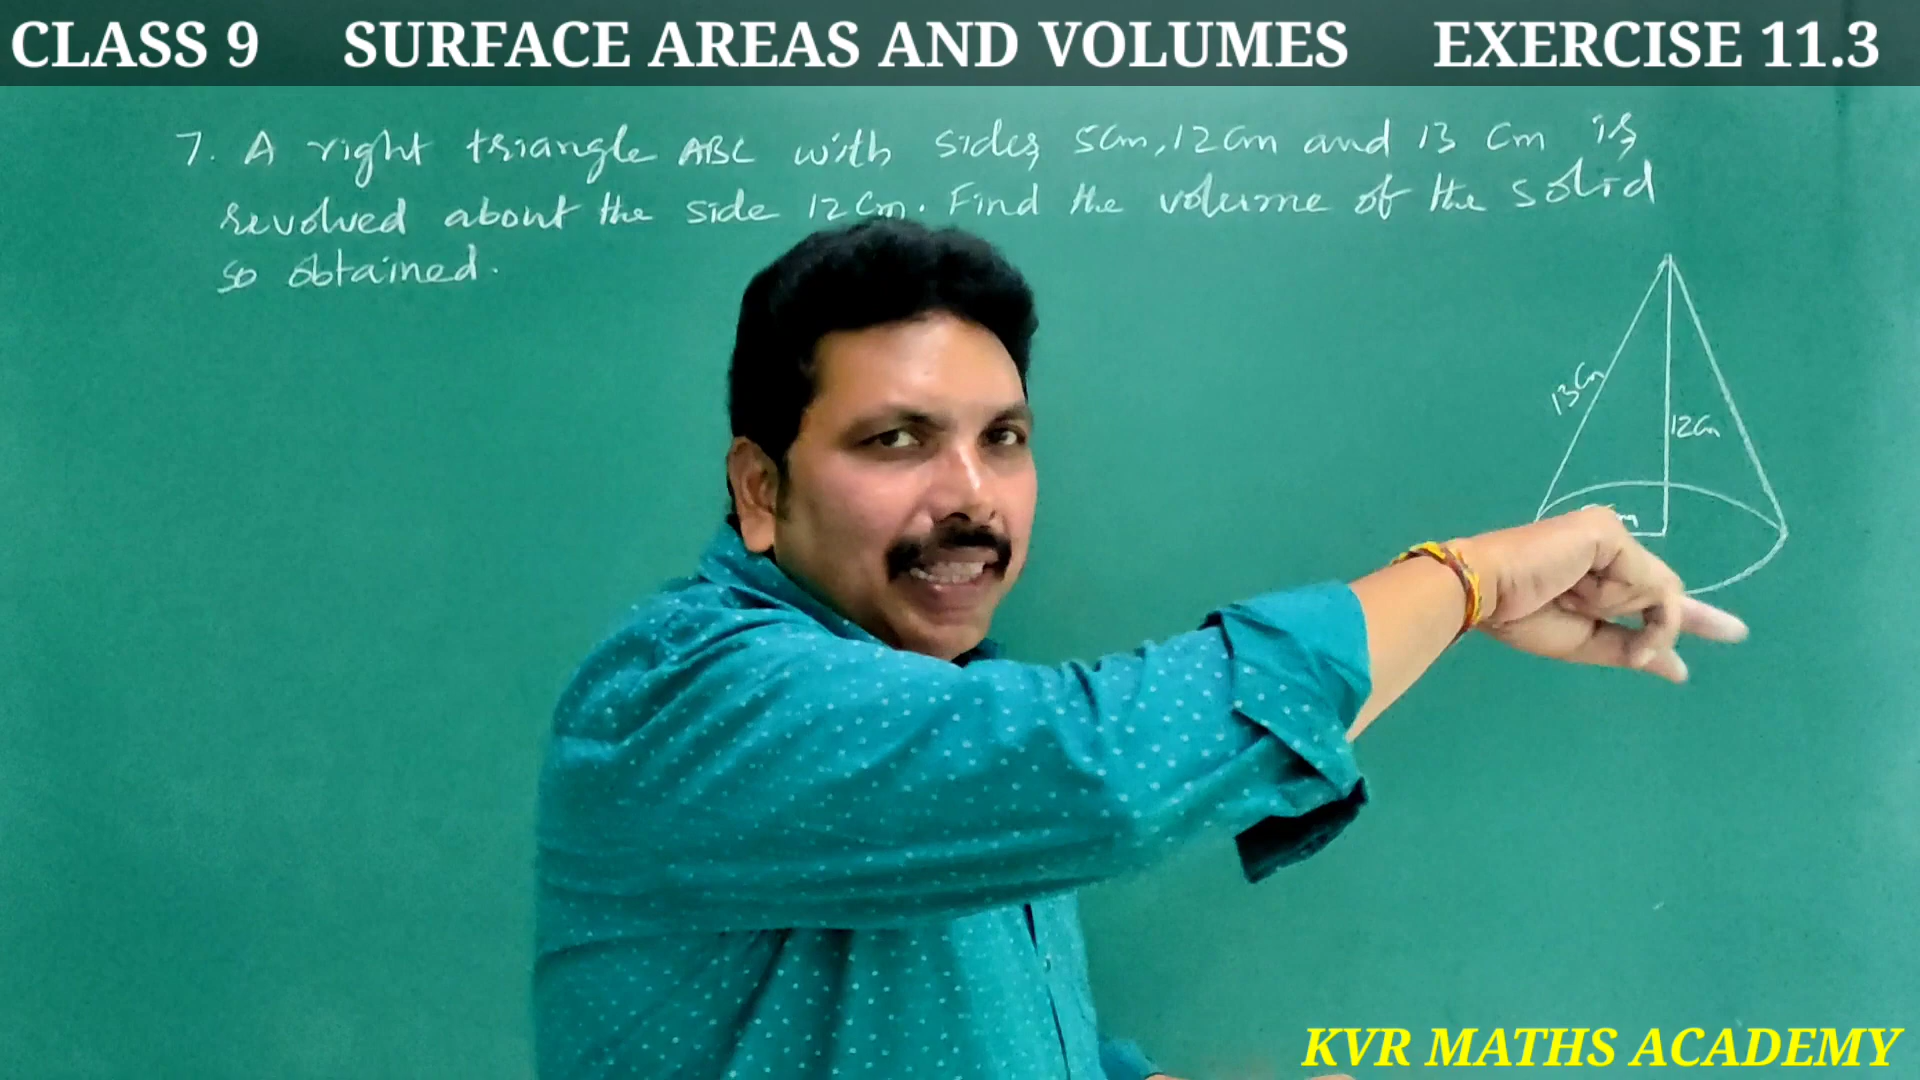 CLASS 9 SURFACE AREAS AND VOLUMES EXERCISE 11.3
7. A right triangle ABC with sides 5cm, 12cm and 13 cm is
revolved about the side 12cm. Find the volume of the solid
so obtained.
13cm
12cm
KVR MATHS ACADEMY